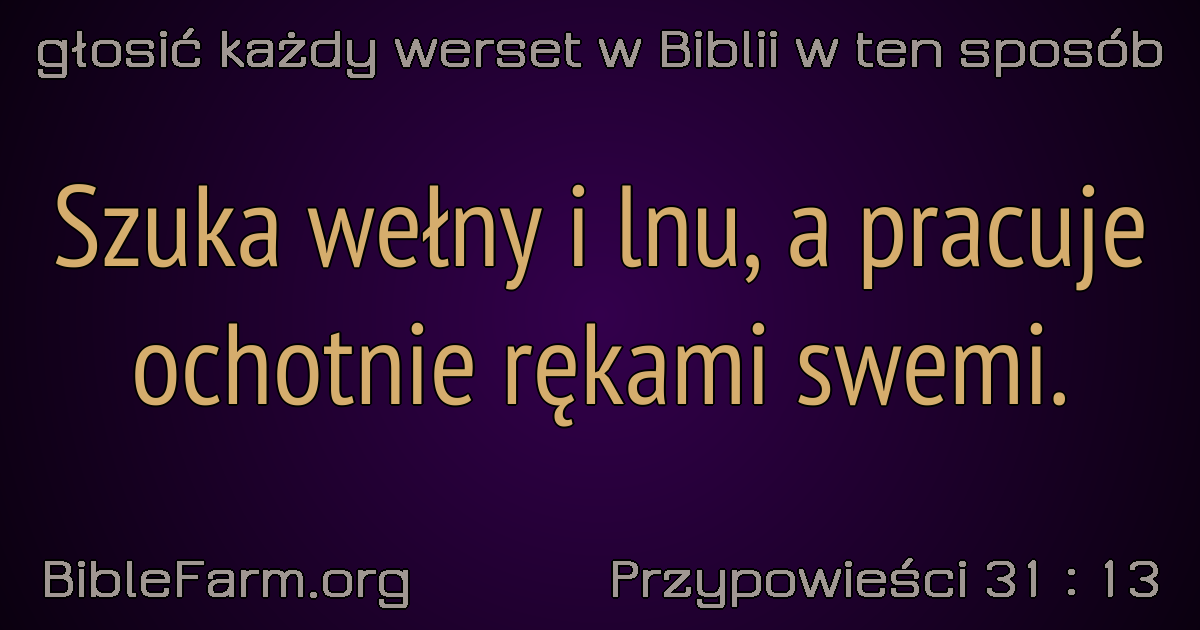 głosić każdy werset w Biblii w ten sposób
Szuka wełny i lnu, a pracuje
ochotnie rękami swemi.
BibleFarm.org
Przypowieści 31 : 13